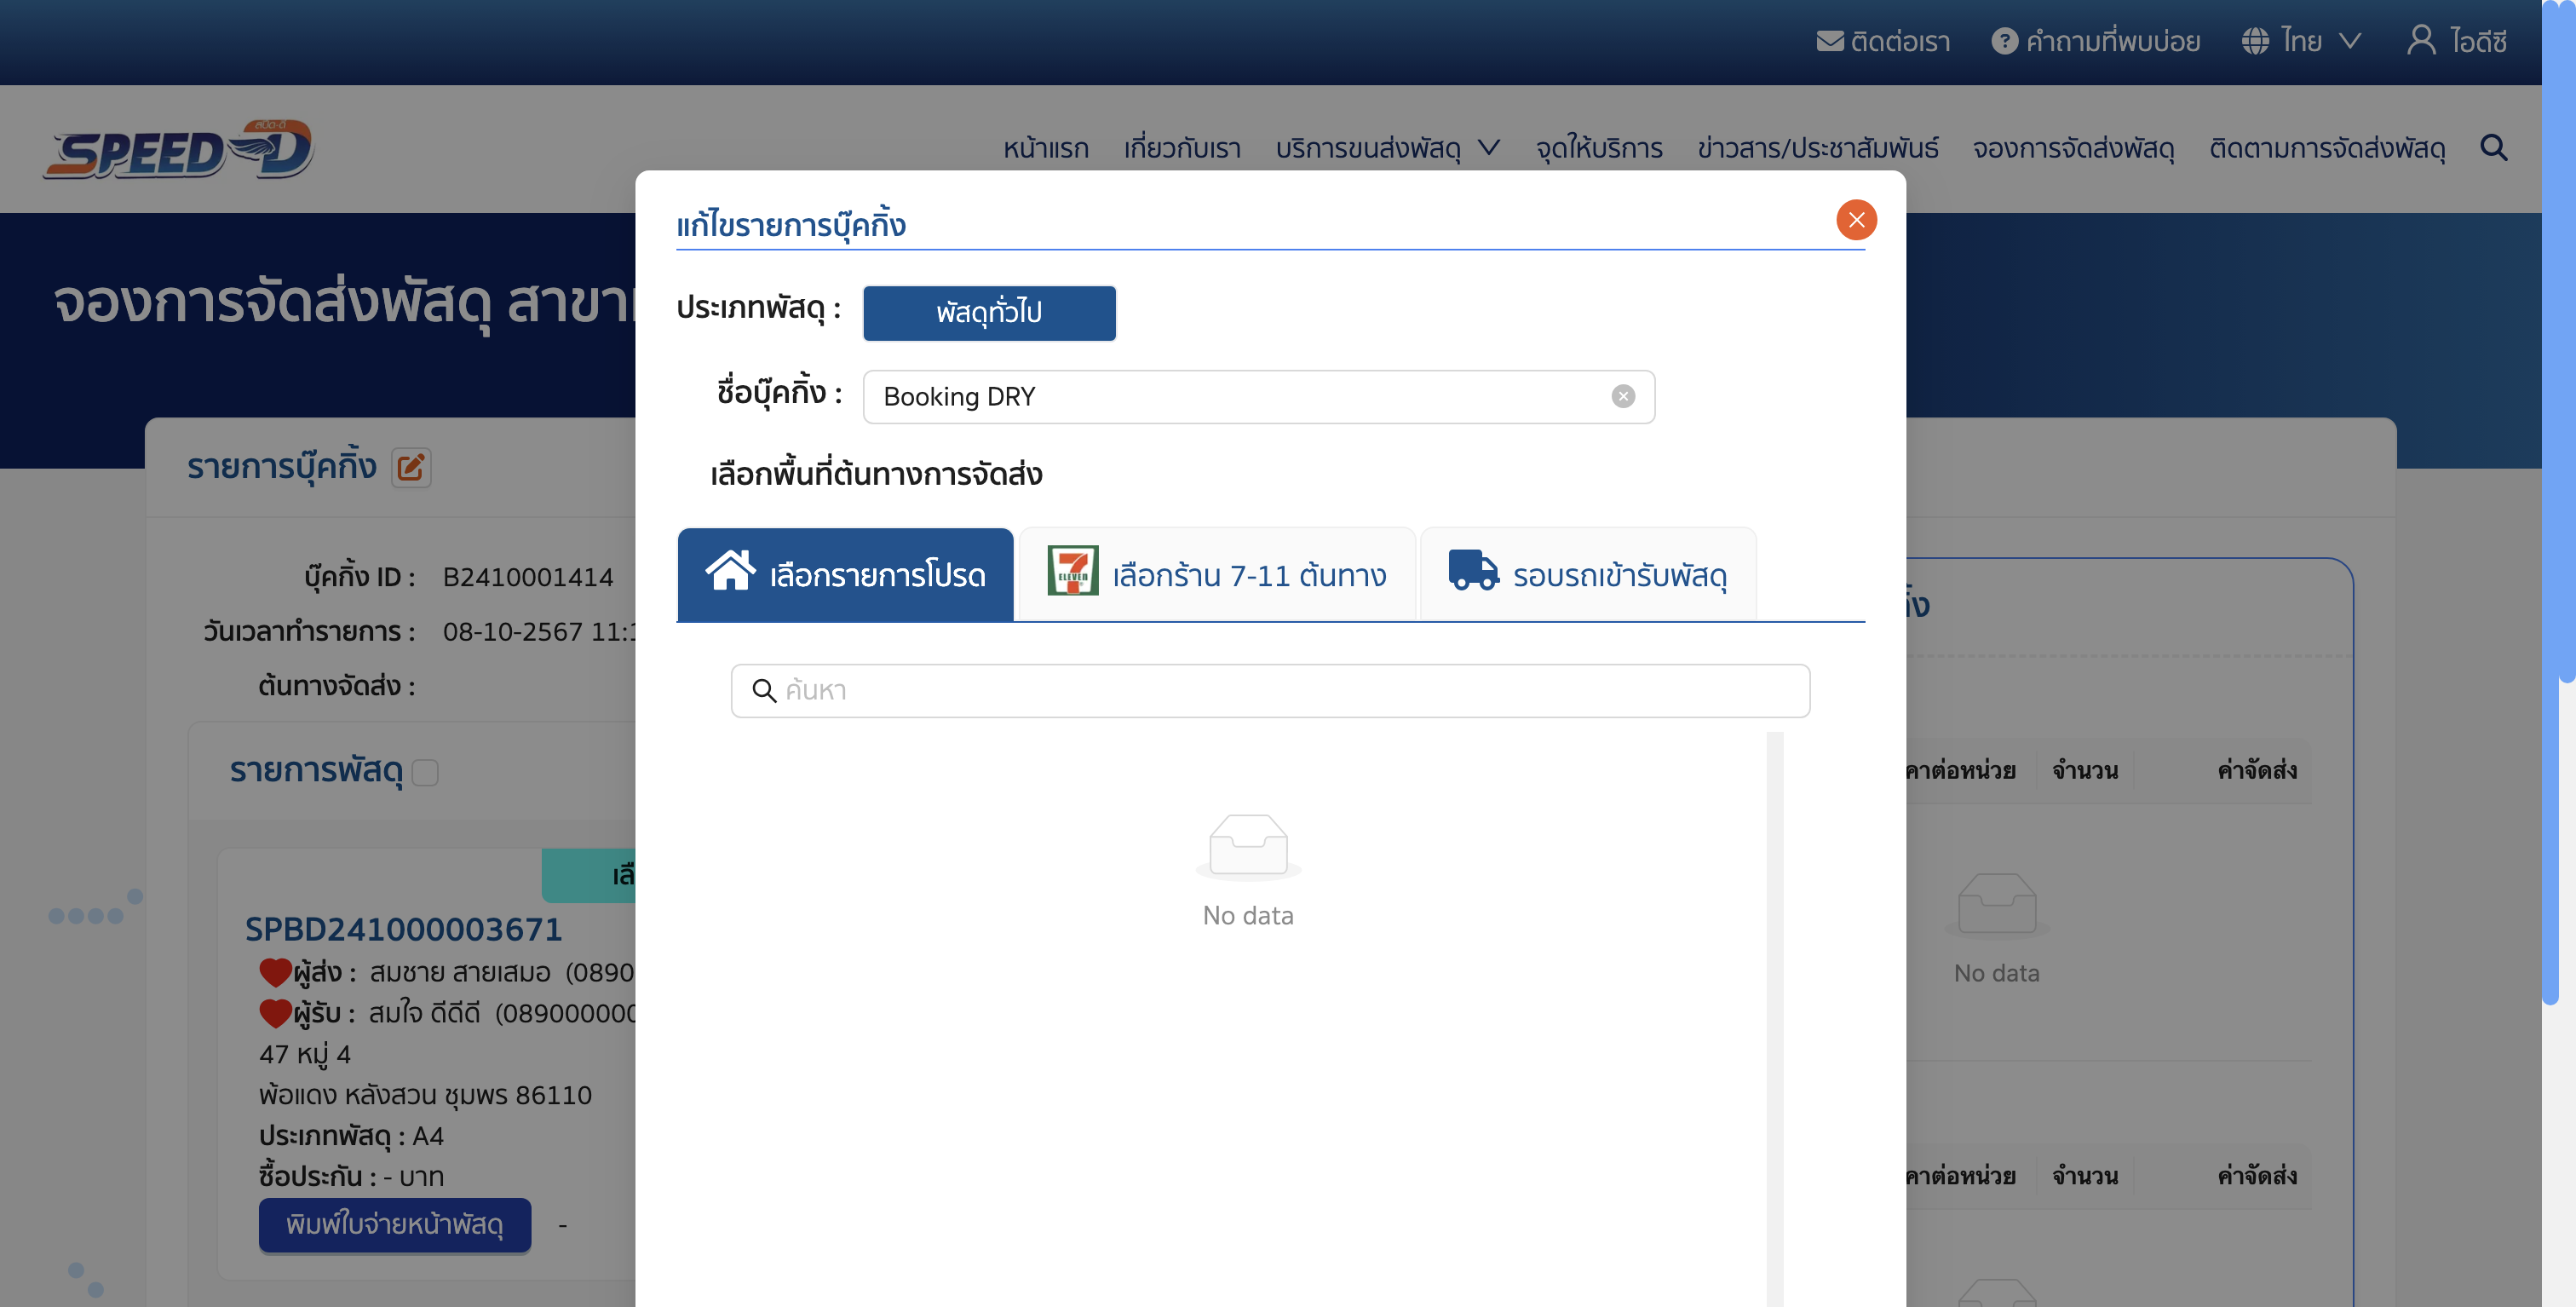 ติดต่อเรา คำถามที่พบบ่อย ไทย ไอดีซี
สปีด-ดี
SPEED-D
หน้าแรก เกี่ยวกับเรา บริการขนส่งพัสดุ จุดให้บริการ ข่าวสาร/ประชาสัมพันธ์ จองการจัดส่งพัสดุ ติดตามการจัดส่งพัสดุ
จองการจัดส่งพัสดุ
แก้ไขรายการบุ๊คกิ้ง
ประเภทพัสดุ : พัสดุทั่วไป
ชื่อบุ๊คกิ้ง : Booking DRY
เลือกพื้นที่ต้นทางการจัดส่ง
เลือกรายการโปรด
7 ELEVEN
เลือกร้าน 7-11 ต้นทาง
รอบรถเข้ารับพัสดุ
ค้นหา
No data
รายการบุ๊คกิ้ง
บุ๊คกิ้ง ID : B2410001414
วันเวลาทำรายการ : 08-10-2567 11:1
ต้นทางจัดส่ง :
รายการพัสดุ
SPBD241000003671
ผู้ส่ง : สมชาย สายเสมอ (0890
ผู้รับ : สมใจ ดีดีดี (089000000
47 หมู่ 4
พ้อแดง หลังสวน ชุมพร 86110
ประเภทพัสดุ : A4
ซื้อประกัน : - บาท
พิมพ์ใบจ่ายหน้าพัสดุ -
คาต่อหน่วย จำนวน ค่าจัดส่ง
No data
คาต่อหน่วย จำนวน ค่าจัดส่ง